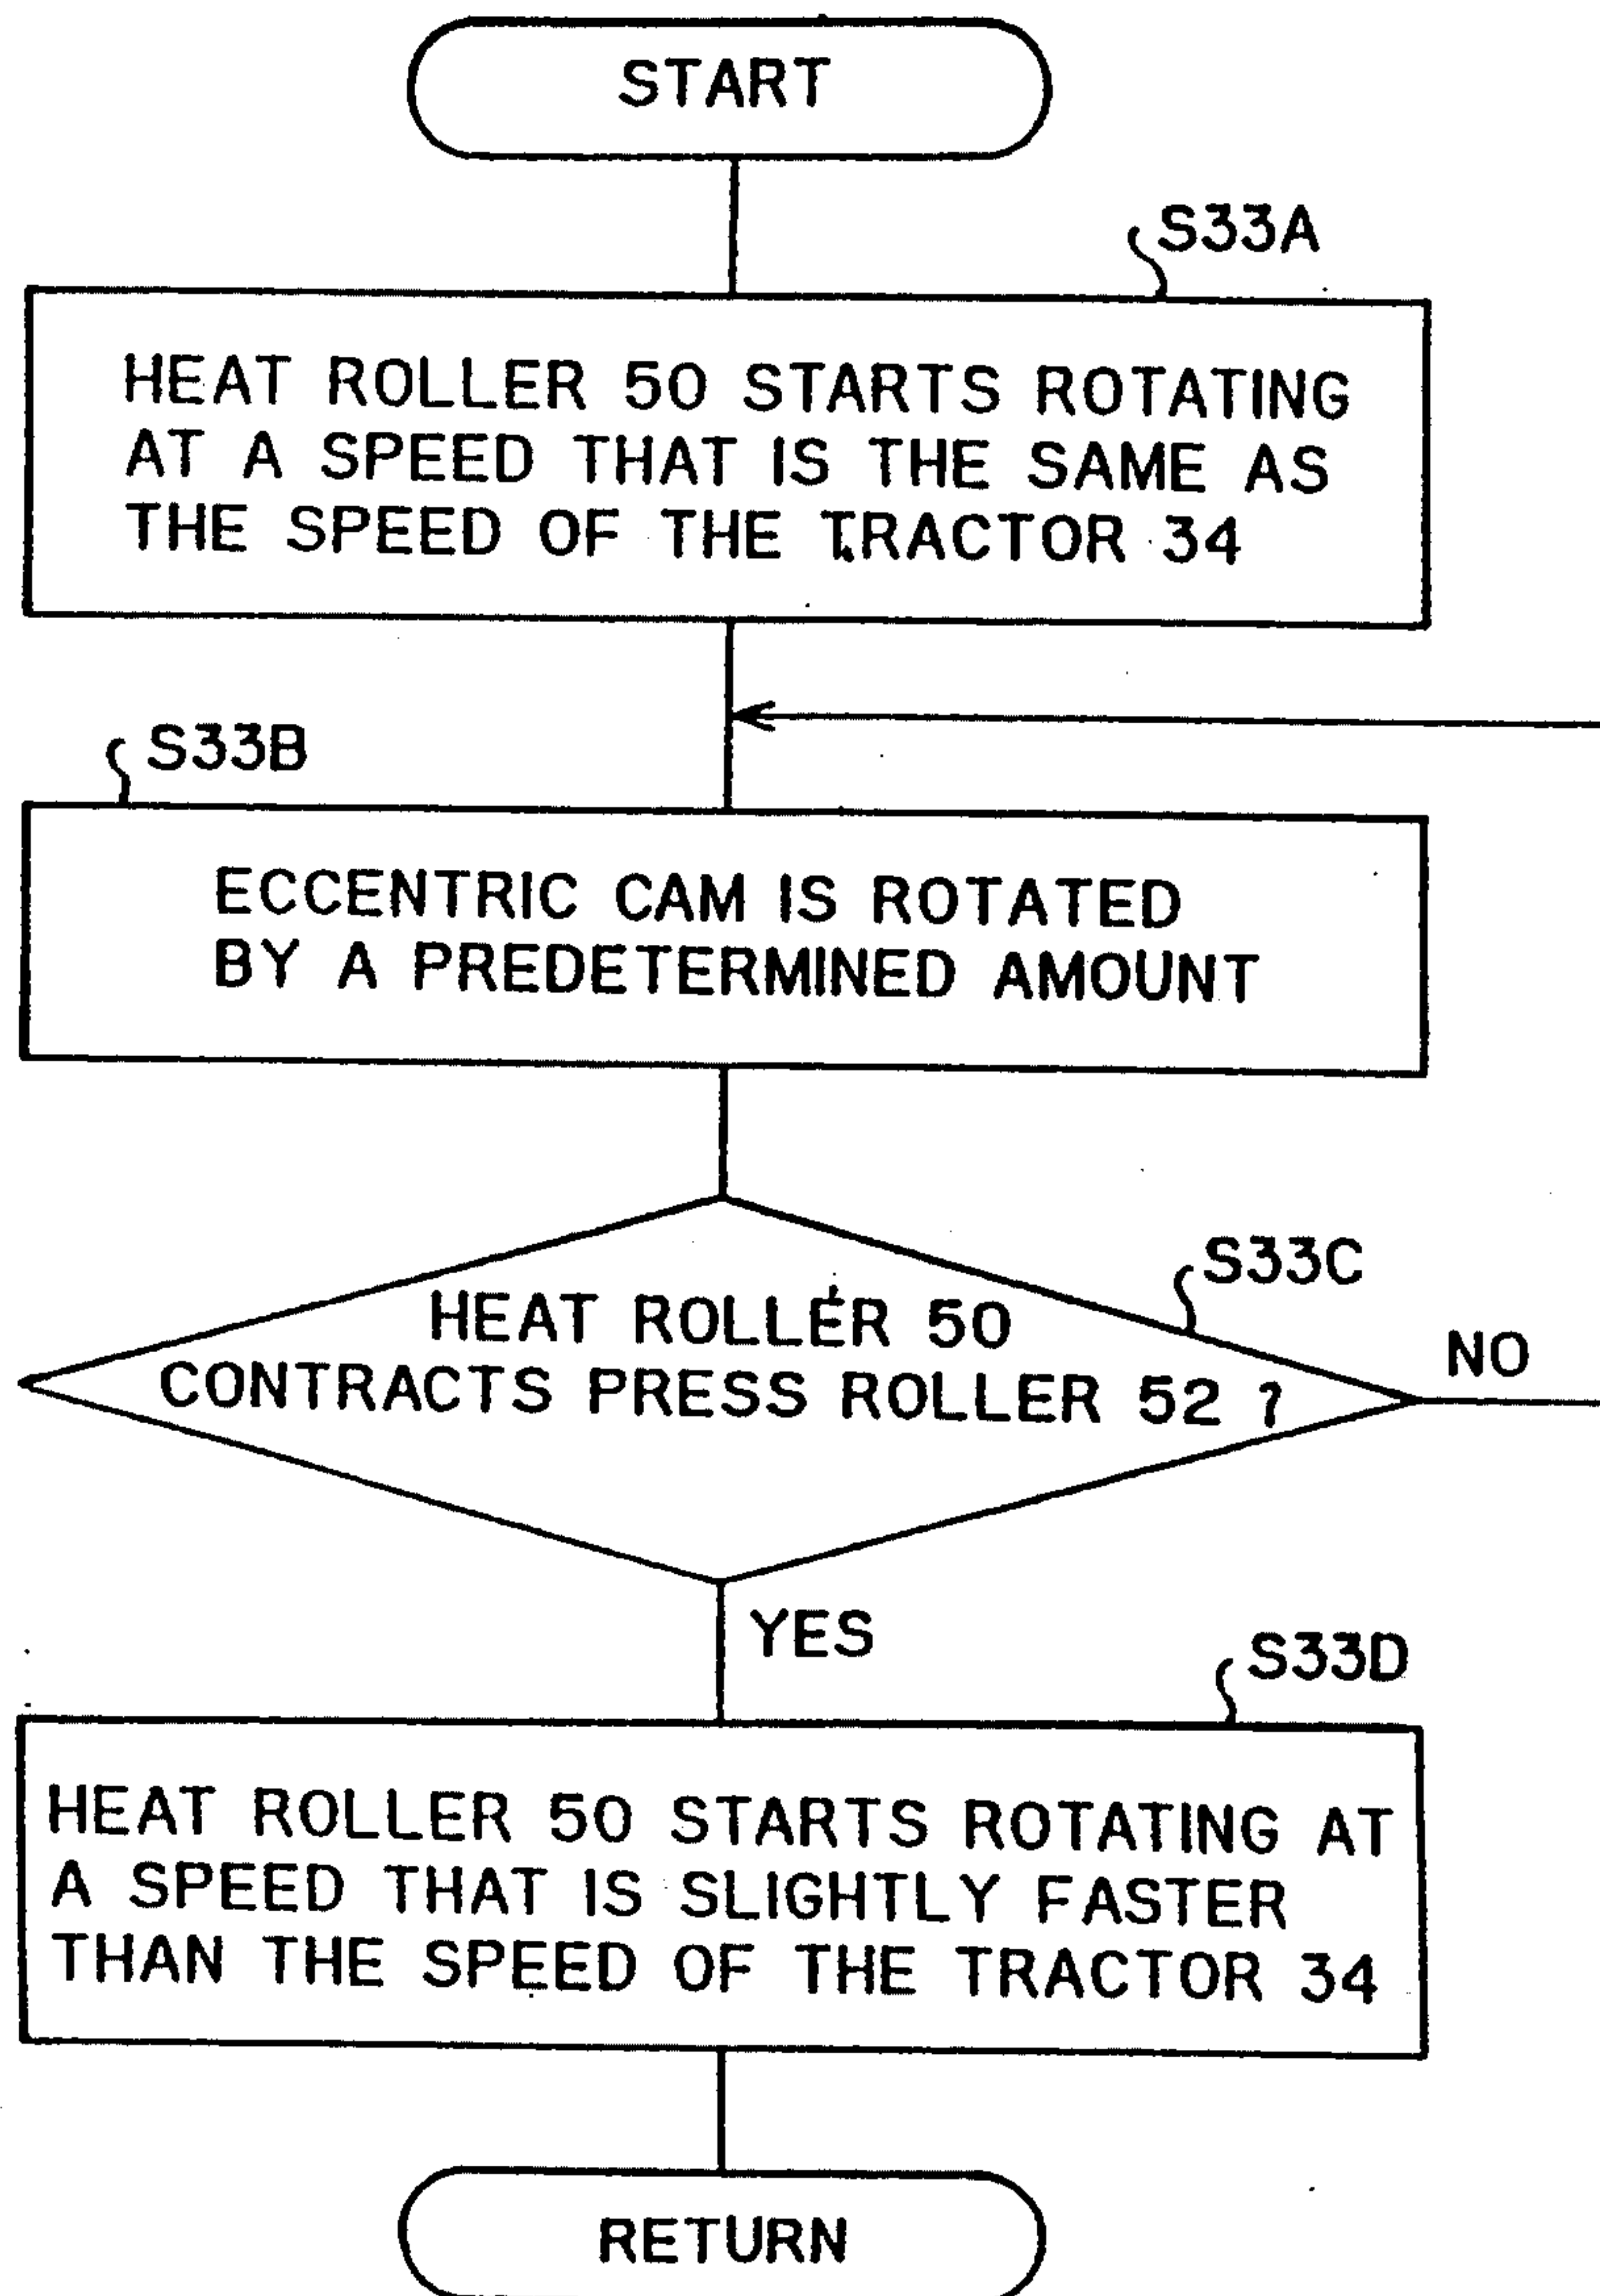 START
S33A
HEAT ROLLER 50 STARTS ROTATING
AT A SPEED THAT IS THE SAME AS
THE SPEED OF THE TRACTOR 34
S33B
ECCENTRIC CAM IS ROTATED
BY A PREDETERMINED AMOUNT
S33C
HEAT ROLLER 50
CONTRACTS PRESS ROLLER 52 ?
NO
YES
S33D
HEAT ROLLER 50 STARTS ROTATING AT
A SPEED THAT IS SLIGHTLY FASTER
THAN THE SPEED OF THE TRACTOR 34
RETURN